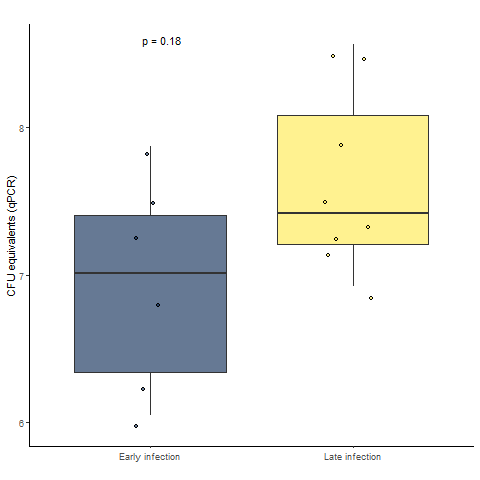 p = 0.18
CFU equivalents (qPCR)
8
7
6
Early infection
Late infection